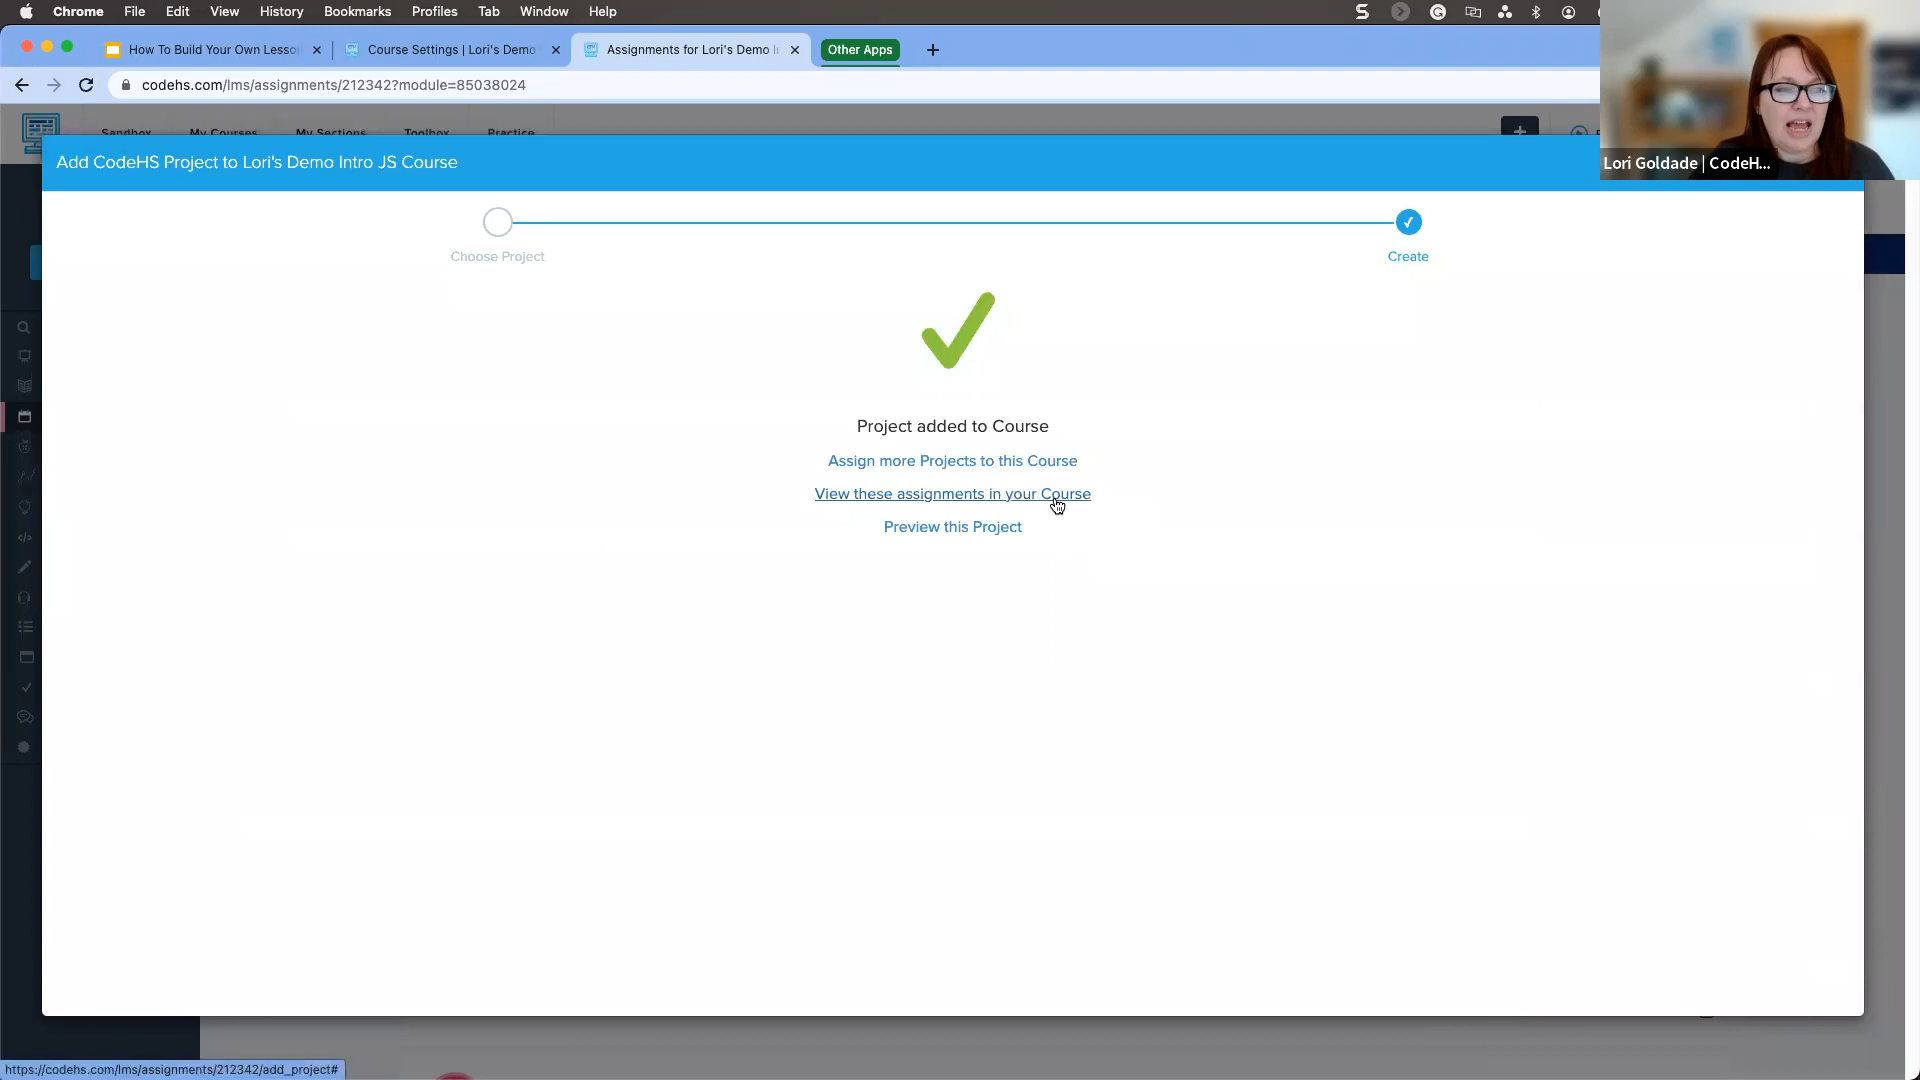 Chrome File Edit View History Bookmarks Profiles Tab Window Help
How To Build Your Own Lesso
Course Settings | Lori's Demo
Assignments for Lori's Demo I
Other Apps
codehs.com/lms/assignments/212342?module=85038024
Lori Goldade | CodeH...
Sandbox My Courses My Sections Toolbox Practice
Add CodeHS Project to Lori's Demo Intro JS Course
Choose Project
Create
Project added to Course
Assign more Projects to this Course
View these assignments in your Course
Preview this Project
https://codehs.com/lms/assignments/212342/add_project#